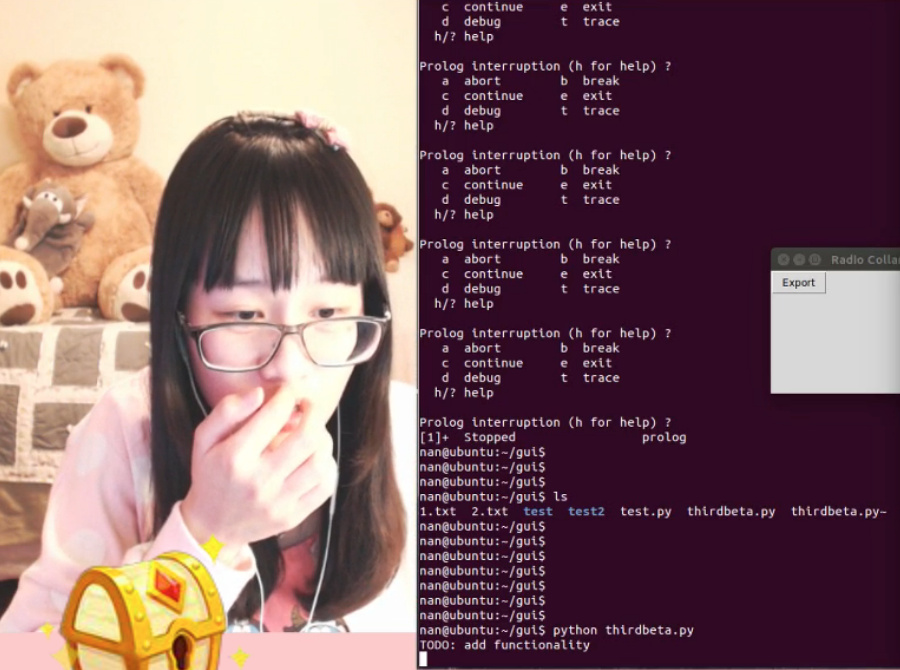 c continue e exit
d debug t trace
h/? help
Prolog interruption (h for help) ?
a abort b break
c continue e exit
d debug t trace
h/? help
Prolog interruption (h for help) ?
a abort b break
c continue e exit
d debug t trace
h/? help
Prolog interruption (h for help) ?
a abort b break
c continue e exit
d debug t trace
h/? help
Prolog interruption (h for help) ?
a abort b break
c continue e exit
d debug t trace
h/? help
Prolog interruption (h for help) ?
[1]+ Stopped prolog
nan@ubuntu:~/gui$
nan@ubuntu:~/gui$
nan@ubuntu:~/gui$
nan@ubuntu:~/gui$ ls
1.txt 2.txt test test2 test.py thirdbeta.py thirdbeta.py~
nan@ubuntu:~/gui$
nan@ubuntu:~/gui$
nan@ubuntu:~/gui$
nan@ubuntu:~/gui$
nan@ubuntu:~/gui$
nan@ubuntu:~/gui$
nan@ubuntu:~/gui$
nan@ubuntu:~/gui$ python thirdbeta.py
TODO: add functionality
Radio Colla
Export